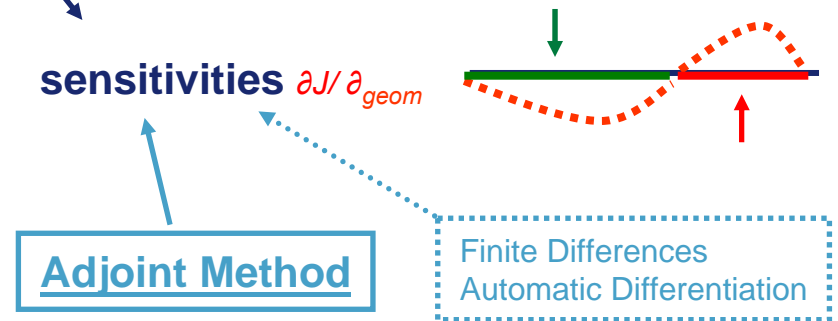 sensitivities ∂J/ ∂geom
Adjoint Method
Finite Differences
Automatic Differentiation